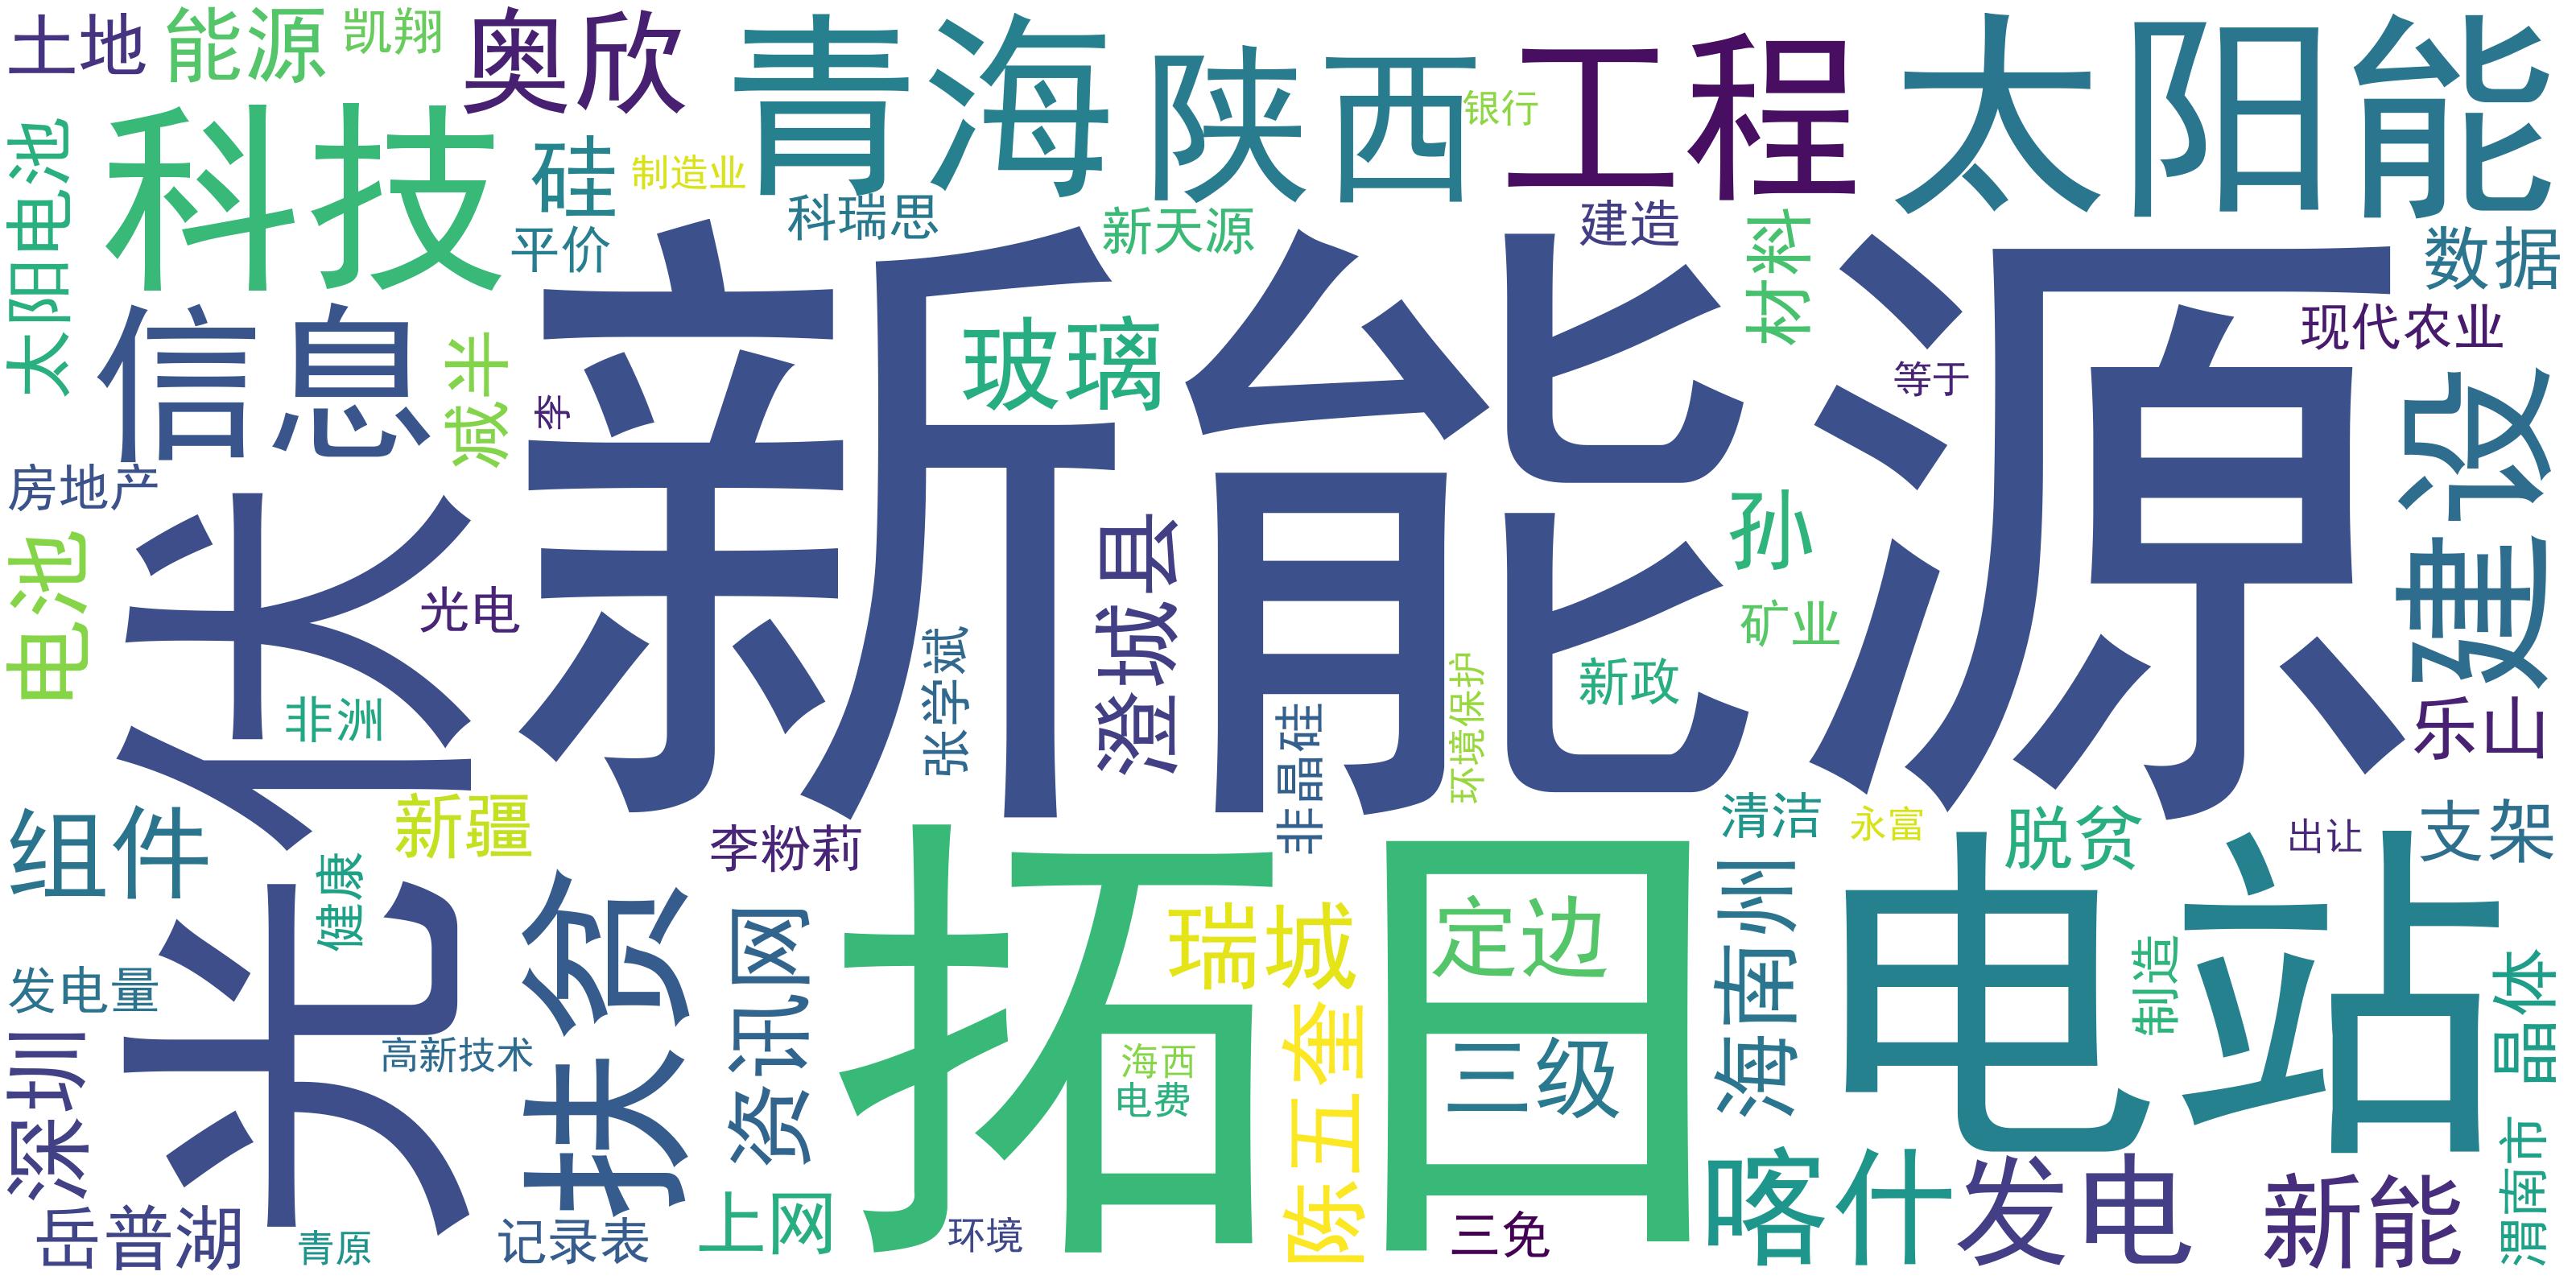 土地
能源
凯翔
奥欣
青海
陕西
银行
工程
太阳能
太阳电池
科技
硅
制造业
平价
科瑞思
新天源
建造
材料
数据
信息
减半
季
新能源
玻璃
等于
现代农业
建设
房地产
电池
光伏
光电
非洲
张学斌
澄城县
非晶硅
环境保护
孙
矿业
新政
乐山
组件
新疆
健康
李粉莉
拓日
清洁
永富
脱贫
出让
支架
发电量
高新技术
扶贫
资讯网
瑞城
定边
三级
海西
电费
陈五奎
海南州
电站
制造
晶体
深圳
岳普湖
青原
记录表
上网
环境
三免
喀什
发电
新能
渭南市